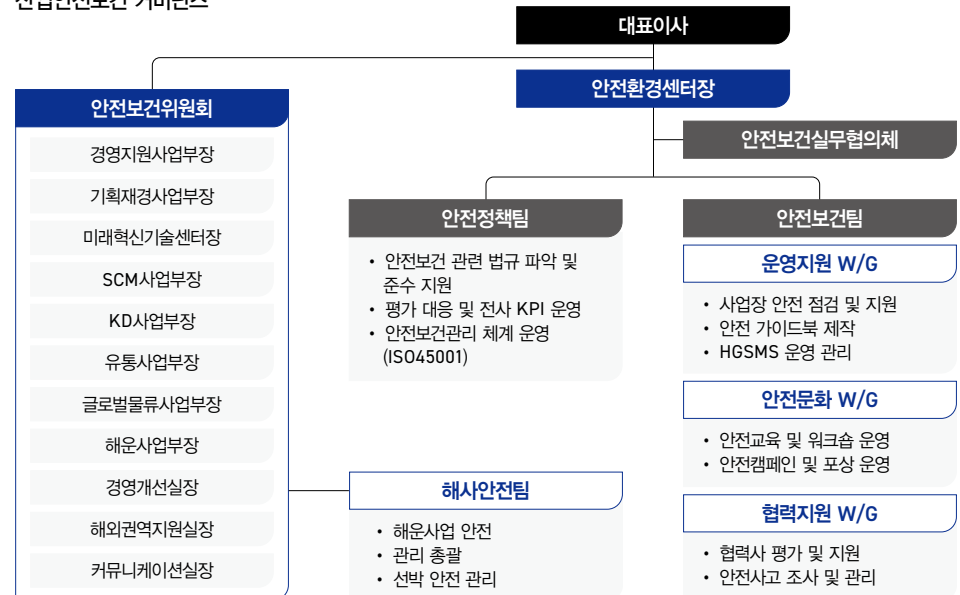 산업안전보건 거버넌스
대표이사
안전환경센터장
안전보건위원회
경영지원사업부장
기획재경사업부장
미래혁신기술센터장
SCM사업부장
KD사업부장
유통사업부장
글로벌물류사업부장
해운사업부장
경영개선실장
해외권역지원실장
커뮤니케이션실장
안전보건실무협의체
안전정책팀
• 안전보건 관련 법규 파악 및
준수 지원
• 평가 대응 및 전사 KPI 운영
• 안전보건관리 체계 운영
(ISO45001)
해사안전팀
• 해운사업 안전
• 관리 총괄
• 선박 안전 관리
안전보건팀
운영지원 W/G
• 사업장 안전 점검 및 지원
• 안전 가이드북 제작
• HGSMS 운영 관리
안전문화 W/G
• 안전교육 및 워크숍 운영
• 안전캠페인 및 포상 운영
협력지원 W/G
• 협력사 평가 및 지원
• 안전사고 조사 및 관리